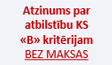 Atzinums par
atbilstību KS
«B» kritērijam
BEZ MAKSAS